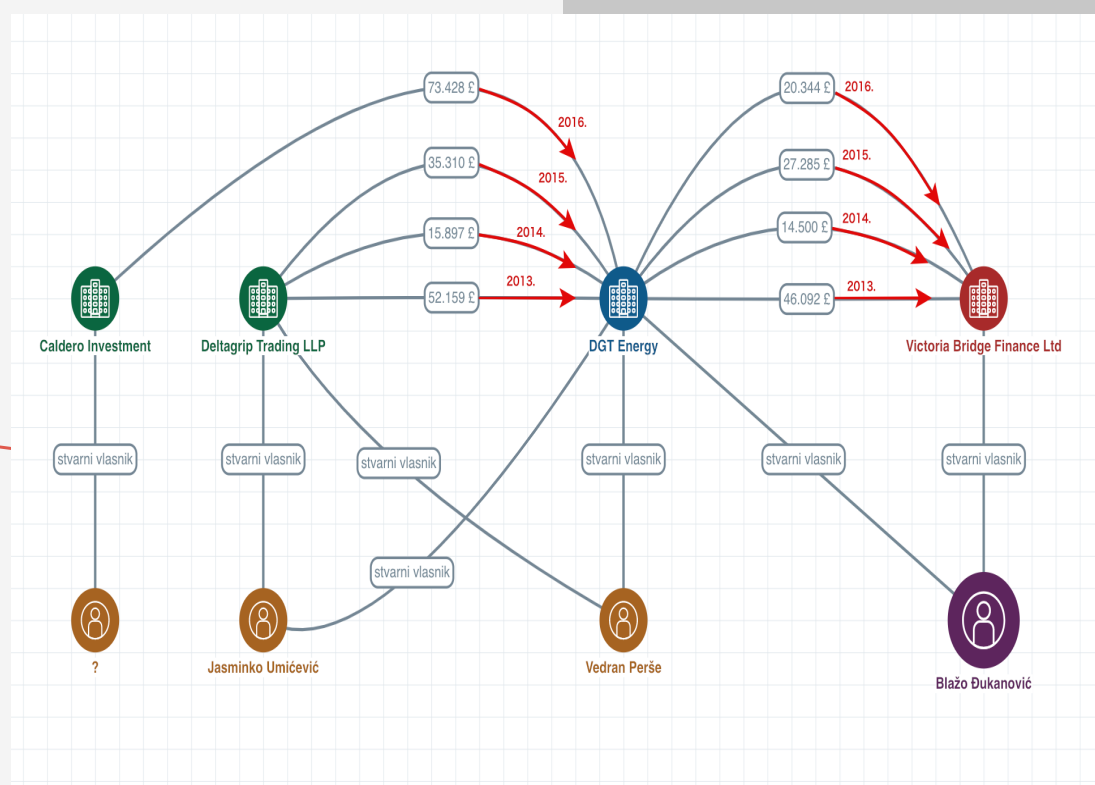 73.428 £
2016.
20.344 £
2016.
35.310 £
2015.
27.285 £
2015.
15.897 £
2014.
14.500 £
2014.
52.159 £
2013.
46.092 £
2013.
Caldero Investment
Deltagrip Trading LLP
DGT Energy
Victoria Bridge Finance Ltd
stvarni vlasnik
stvarni vlasnik
stvarni vlasnik
stvarni vlasnik
stvarni vlasnik
stvarni vlasnik
stvarni vlasnik
?
Jasminko Umićević
Vedran Perše
Blažo Đukanović